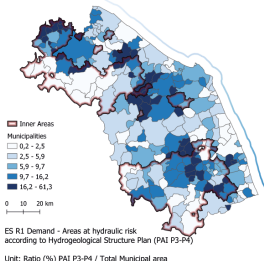 Inner Areas
Municipalities
0,2 - 2,5
2,5 - 5,9
5,9 - 9,7
9,7 - 16,2
16,2 - 61,3
0 10 20 km
ES R1 Demand - Areas at hydraulic risk
according to Hydrogeological Structure Plan (PAI P3-P4)
Unit: Ratio (%) PAI P3-P4 / Total Municipal area